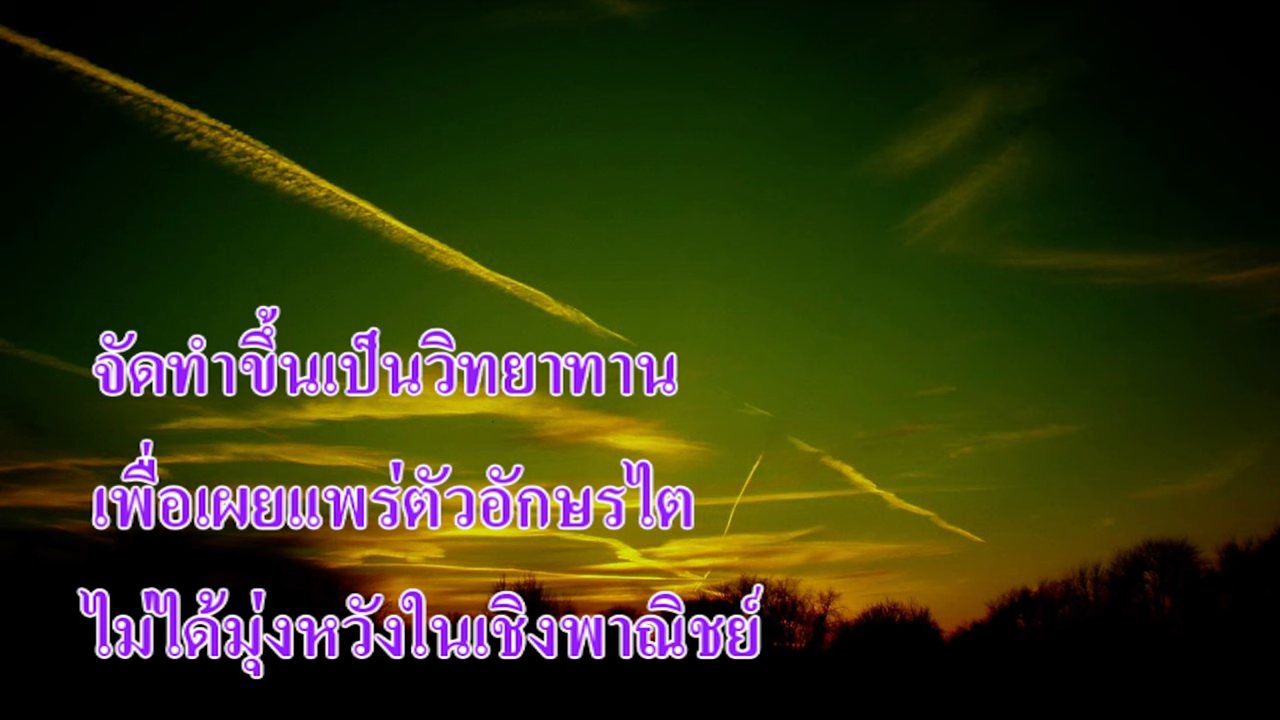 จัดทำขึ้นเป็นวิทยาทาน
เพื่อเผยแพร่ตัวอักษรไต
ไม่ได้มุ่งหวังในเชิงพาณิชย์